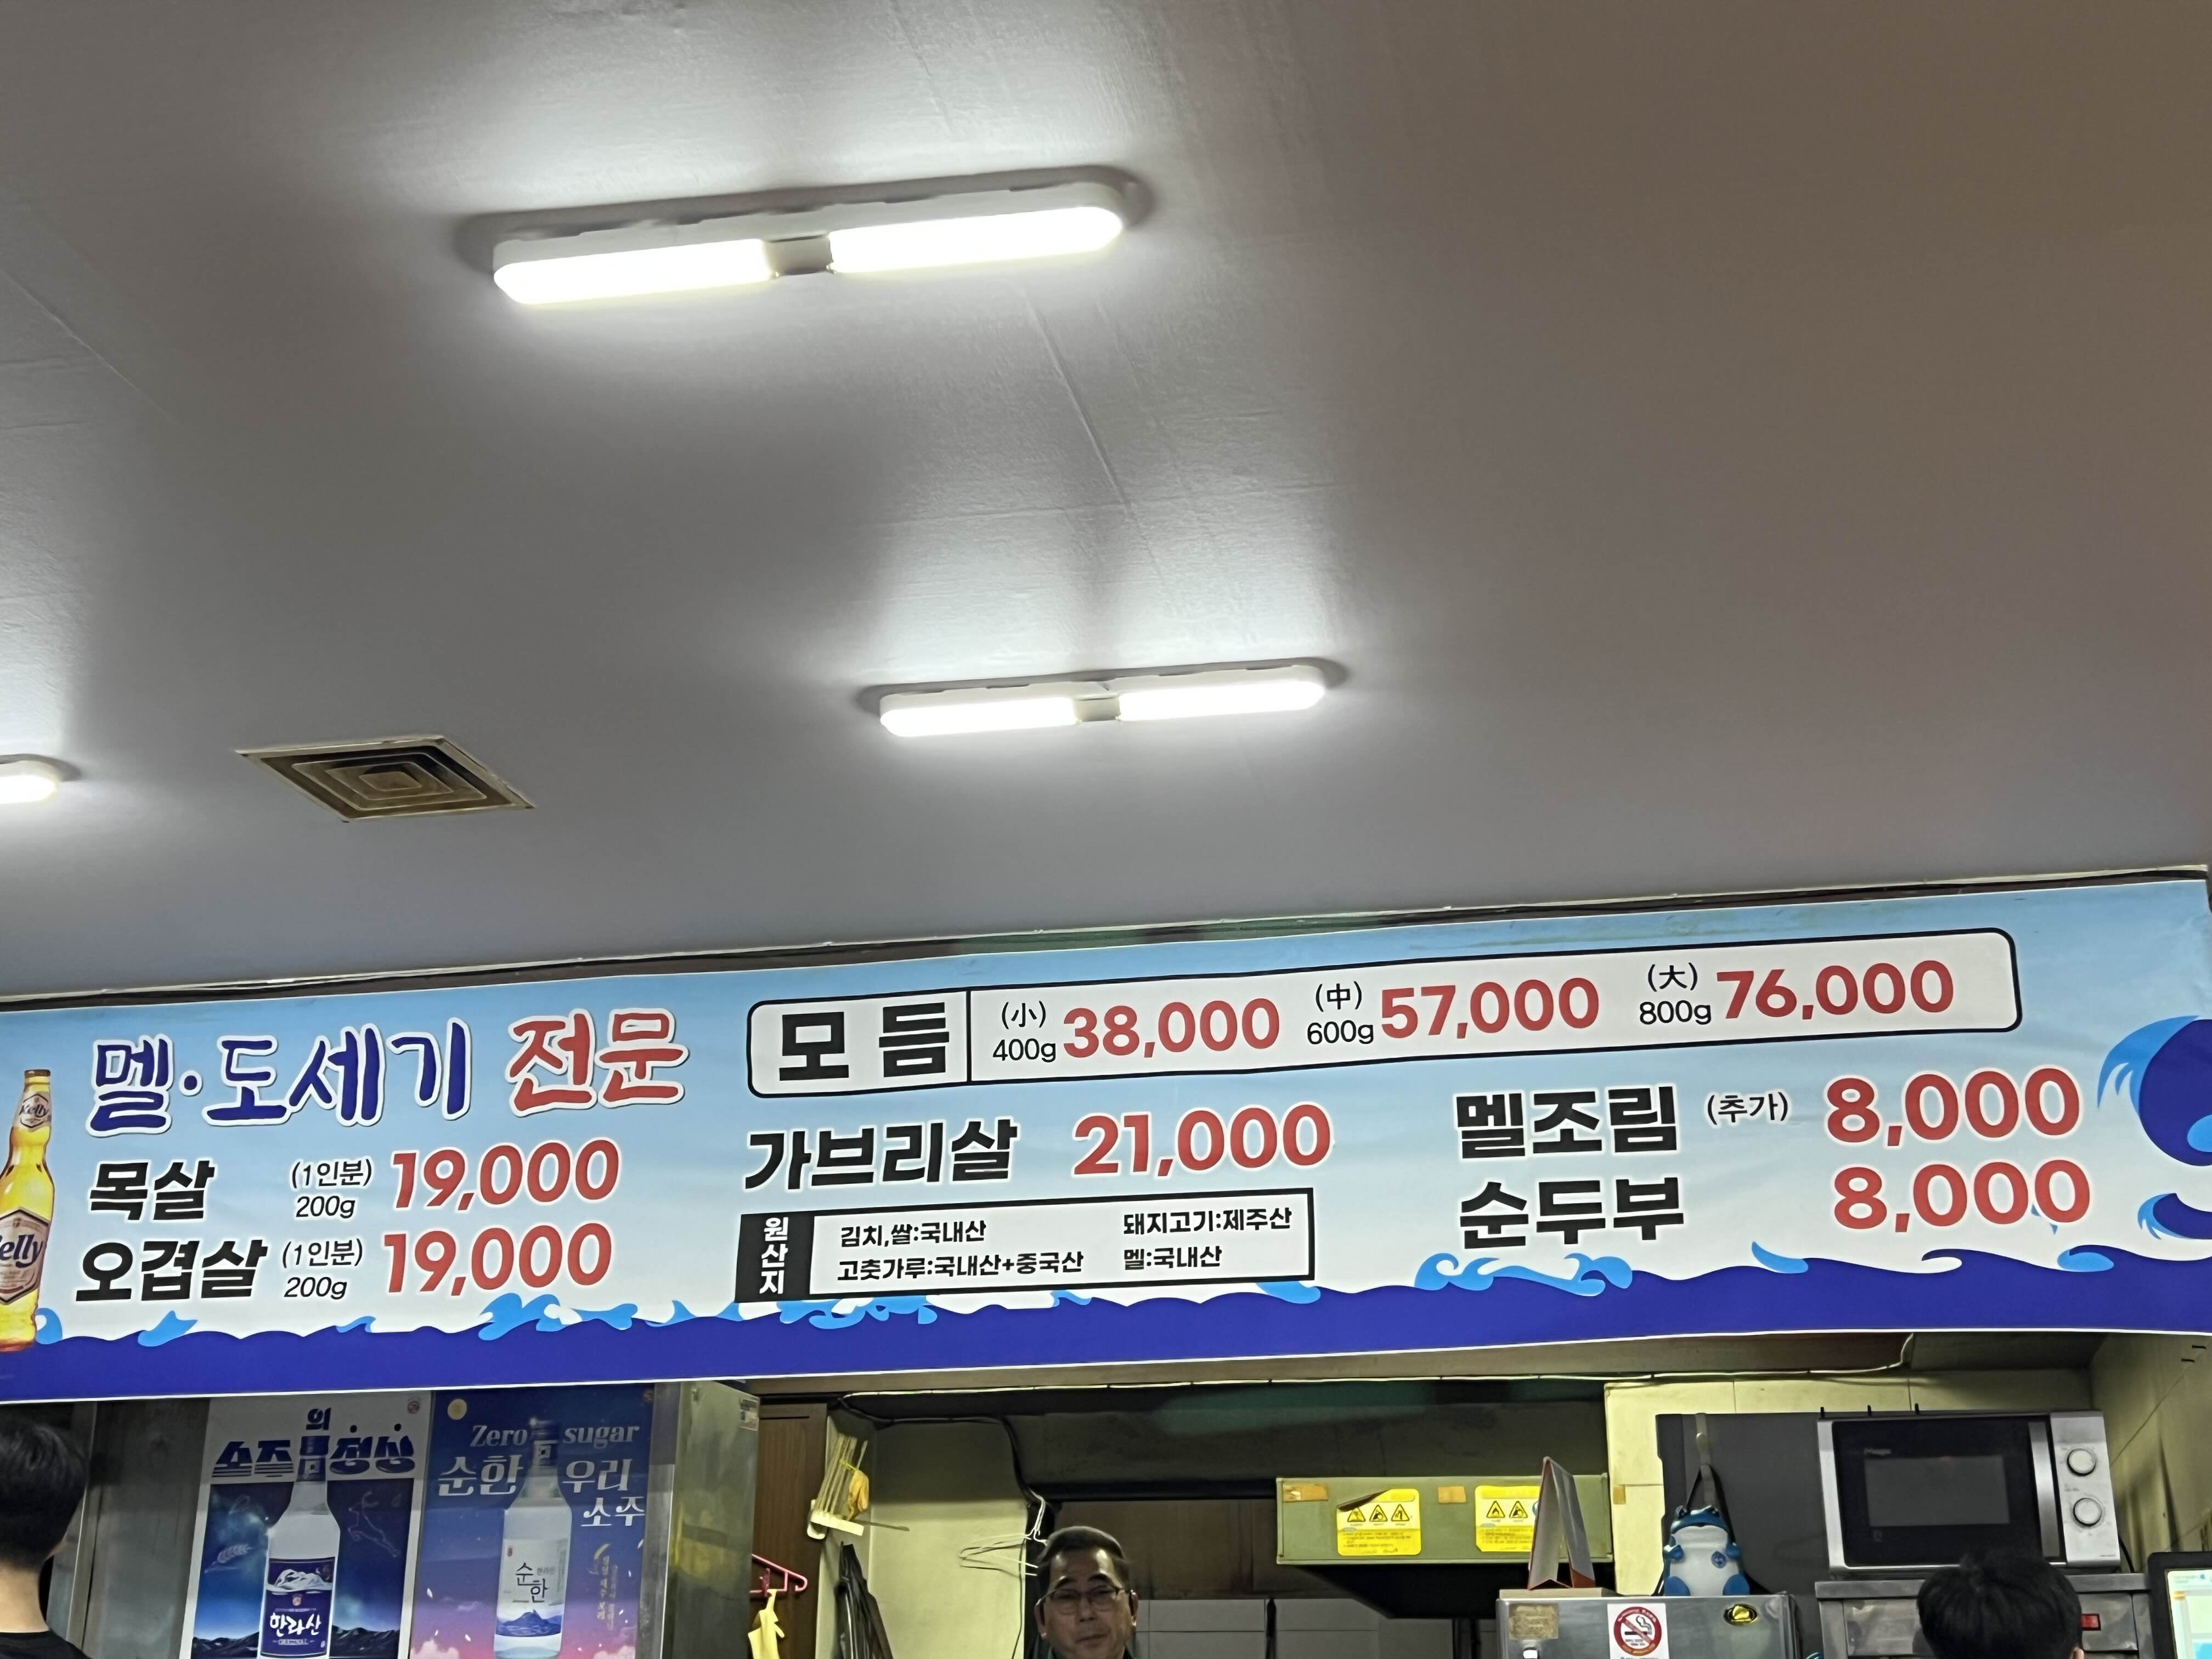 멜·도세기 전문
목살 (1인분) 200g 19,000
오겹살 (1인분) 200g 19,000
모듬 (小) 400g 38,000 (中) 600g 57,000 (大) 800g 76,000
가브리살 21,000
멜조림 (추가) 8,000
순두부 8,000
원산지
김치,쌀:국내산 돼지고기:제주산
고춧가루:국내산+중국산 멜:국내산
Kelly
Kelly
의
소주 정상
한라산
Zero sugar
순한 우리
소주
순한